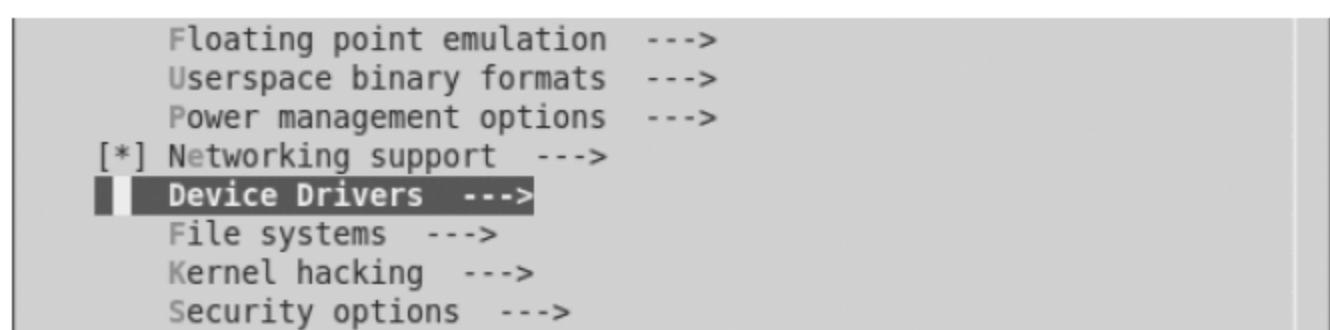 Floating point emulation --->
Userspace binary formats --->
Power management options --->
[*] Networking support --->
Device Drivers --->
File systems --->
Kernel hacking --->
Security options --->